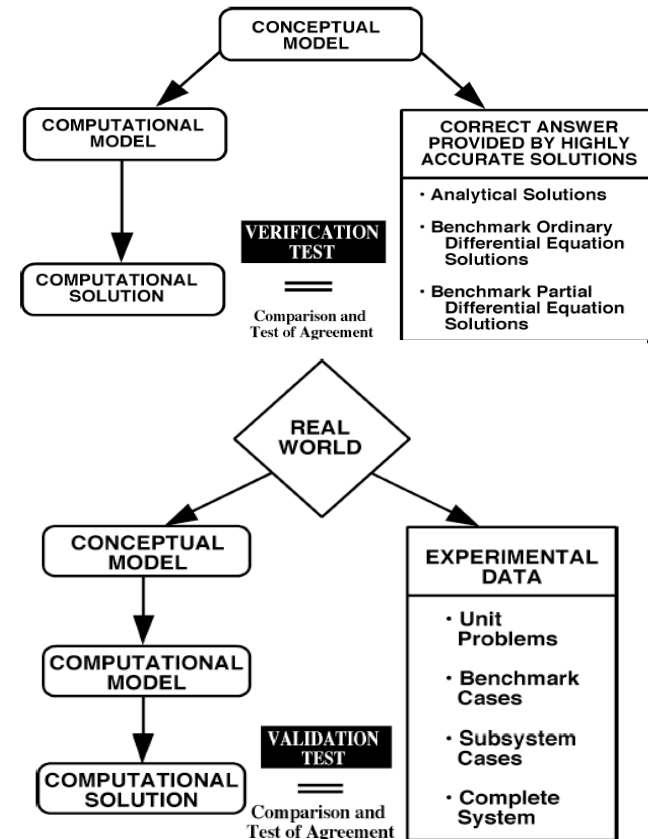 CONCEPTUAL
MODEL
COMPUTATIONAL
MODEL
COMPUTATIONAL
SOLUTION
VERIFICATION
TEST
Comparison and
Test of Agreement
CORRECT ANSWER
PROVIDED BY HIGHLY
ACCURATE SOLUTIONS
· Analytical Solutions
· Benchmark Ordinary
Differential Equation
Solutions
· Benchmark Partial
Differential Equation
Solutions
REAL
WORLD
CONCEPTUAL
MODEL
COMPUTATIONAL
MODEL
COMPUTATIONAL
SOLUTION
VALIDATION
TEST
Comparison and
Test of Agreement
EXPERIMENTAL
DATA
· Unit
Problems
· Benchmark
Cases
· Subsystem
Cases
· Complete
System